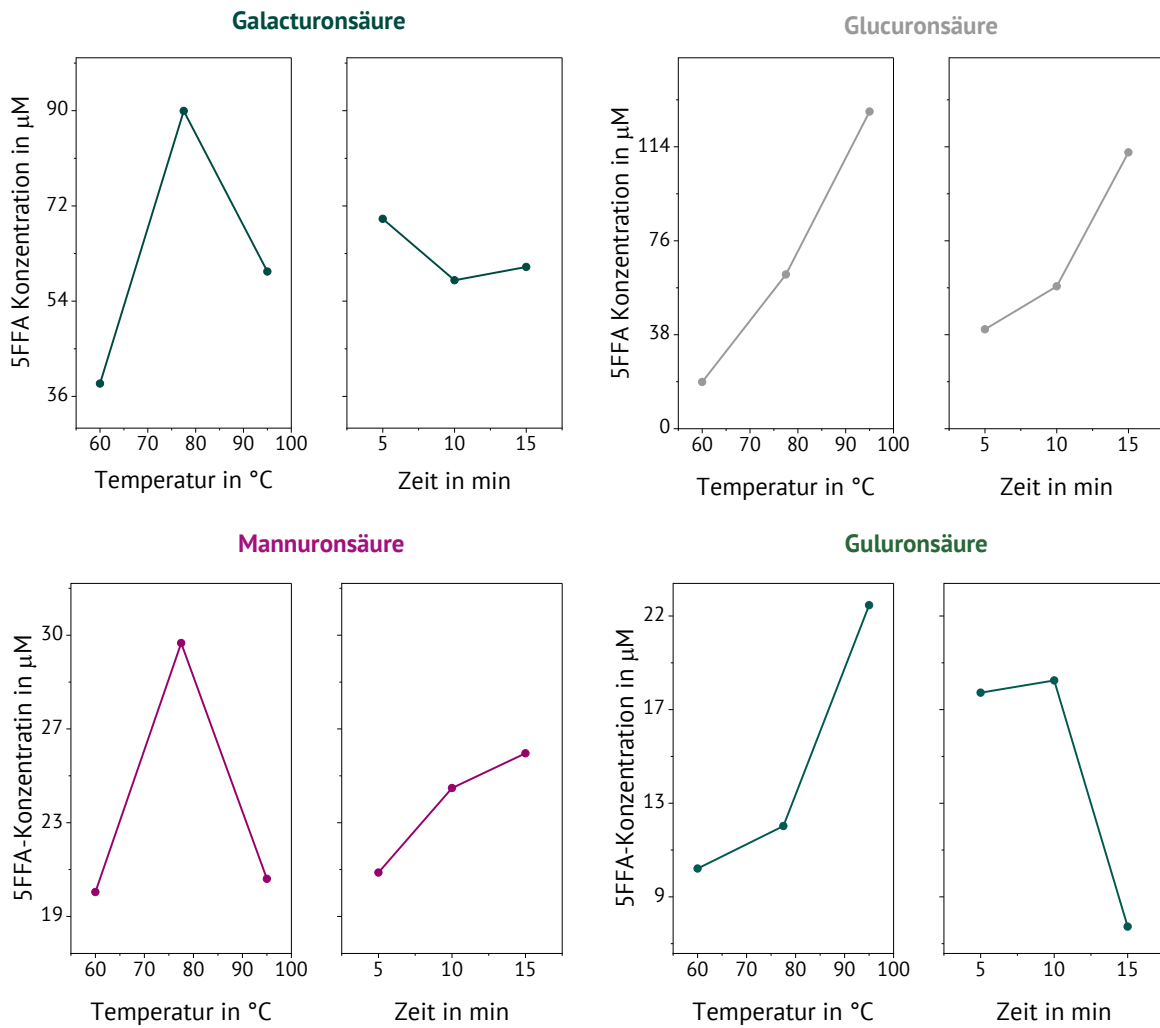 Galacturonsäure
5FFA Konzentration in µM
90
72
54
36
60 70 80 90 100
5 10 15
Temperatur in °C
Zeit in min
Glucuronsäure
5FFA Konzentration in µM
114
76
38
0
60 70 80 90 100
5 10 15
Temperatur in °C
Zeit in min
Mannuronsäure
5FFA-Konzentratin in µM
30
27
23
19
60 70 80 90 100
5 10 15
Temperatur in °C
Zeit in min
Guluronsäure
5FFA-Konzentration in µM
22
17
13
9
60 70 80 90 100
5 10 15
Temperatur in °C
Zeit in min